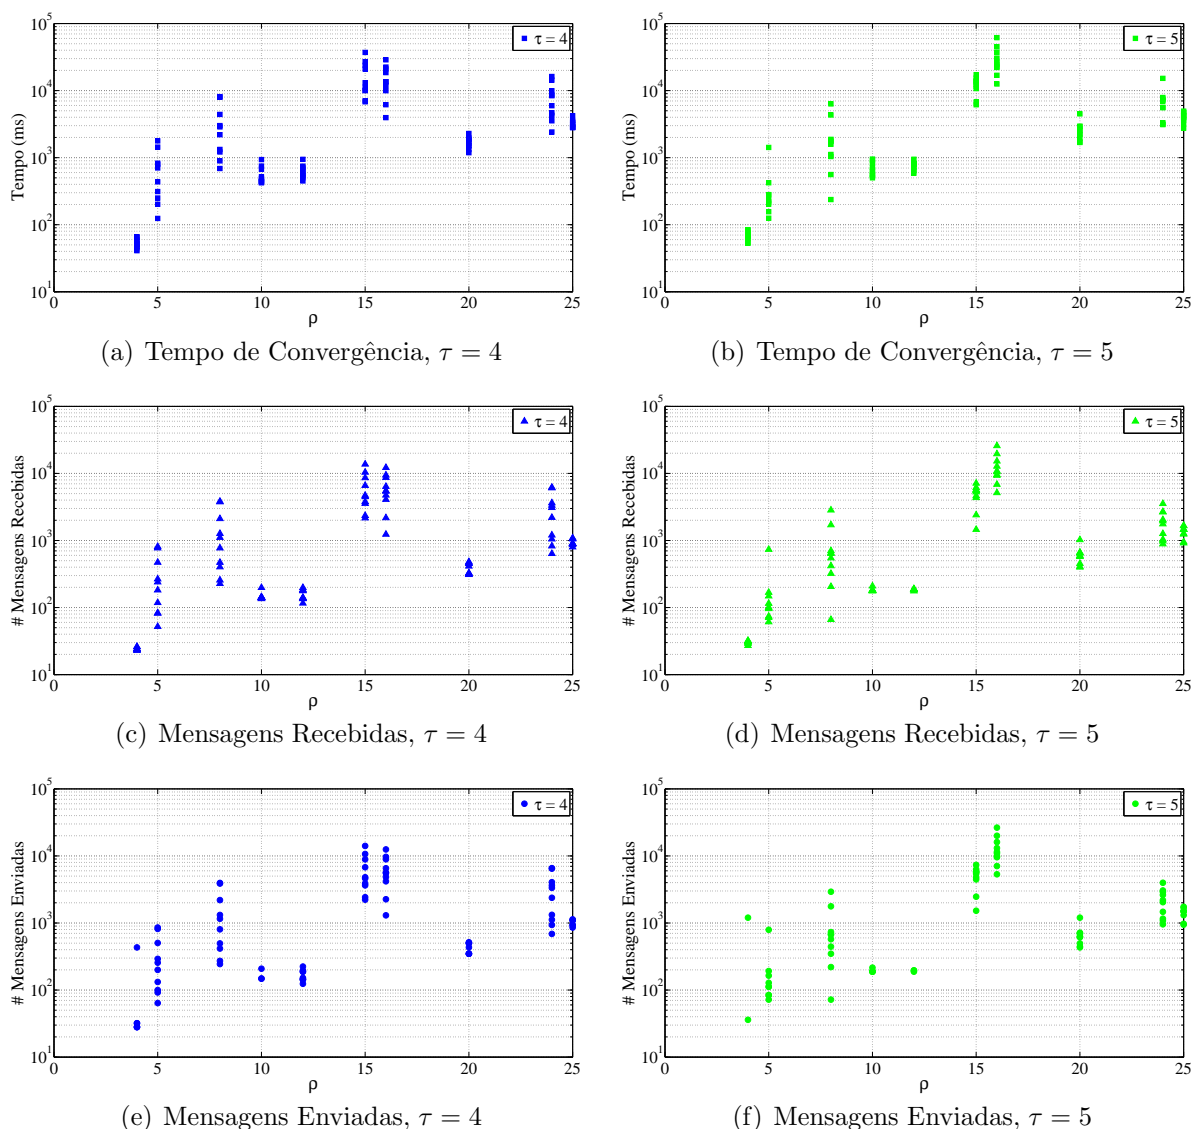 10^5
10^4
10^3
10^2
10^1
Tempo (ms)
τ = 4
0 5 10 15 20 25
ρ
(a) Tempo de Convergência, τ = 4
10^5
10^4
10^3
10^2
10^1
Tempo (ms)
τ = 5
0 5 10 15 20 25
ρ
(b) Tempo de Convergência, τ = 5
10^5
10^4
10^3
10^2
10^1
# Mensagens Recebidas
τ = 4
0 5 10 15 20 25
ρ
(c) Mensagens Recebidas, τ = 4
10^5
10^4
10^3
10^2
10^1
# Mensagens Recebidas
τ = 5
0 5 10 15 20 25
ρ
(d) Mensagens Recebidas, τ = 5
10^5
10^4
10^3
10^2
10^1
# Mensagens Enviadas
τ = 4
0 5 10 15 20 25
ρ
(e) Mensagens Enviadas, τ = 4
10^5
10^4
10^3
10^2
10^1
# Mensagens Enviadas
τ = 5
0 5 10 15 20 25
ρ
(f) Mensagens Enviadas, τ = 5